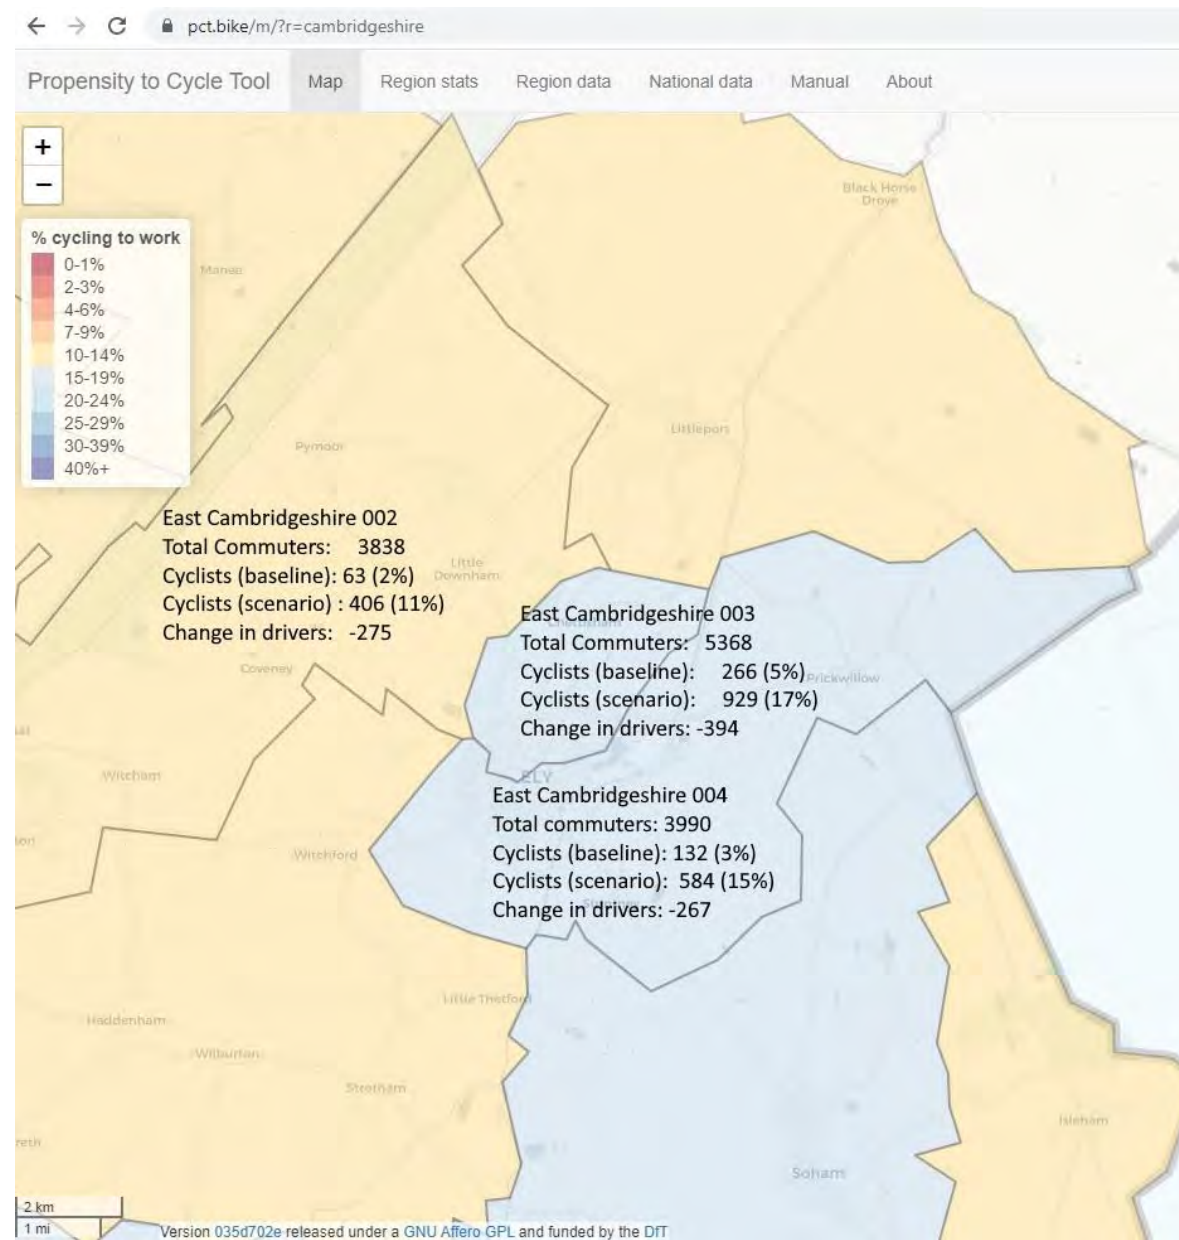 pct.bike/m/?r=cambridgeshire
Propensity to Cycle Tool Map Region stats Region data National data Manual About
+
−
% cycling to work
0-1%
2-3%
4-6%
7-9%
10-14%
15-19%
20-24%
25-29%
30-39%
40%+
Black Horse
Drove
Manea
Littleport
Pymoor
East Cambridgeshire 002
Total Commuters: 3838
Cyclists (baseline): 63 (2%)
Cyclists (scenario) : 406 (11%)
Change in drivers: -275
Little
Downham
East Cambridgeshire 003
Total Commuters: 5368
Cyclists (baseline): 266 (5%)
Cyclists (scenario): 929 (17%)
Change in drivers: -394
Prickwillow
Coveney
Witcham
ELY
East Cambridgeshire 004
Total commuters: 3990
Cyclists (baseline): 132 (3%)
Cyclists (scenario): 584 (15%)
Change in drivers: -267
Witchford
Little Thetford
Haddenham
Wilburton
Stretham
Isleham
reth
Soham
2 km
1 mi
Version 035d702e released under a GNU Affero GPL and funded by the DfT